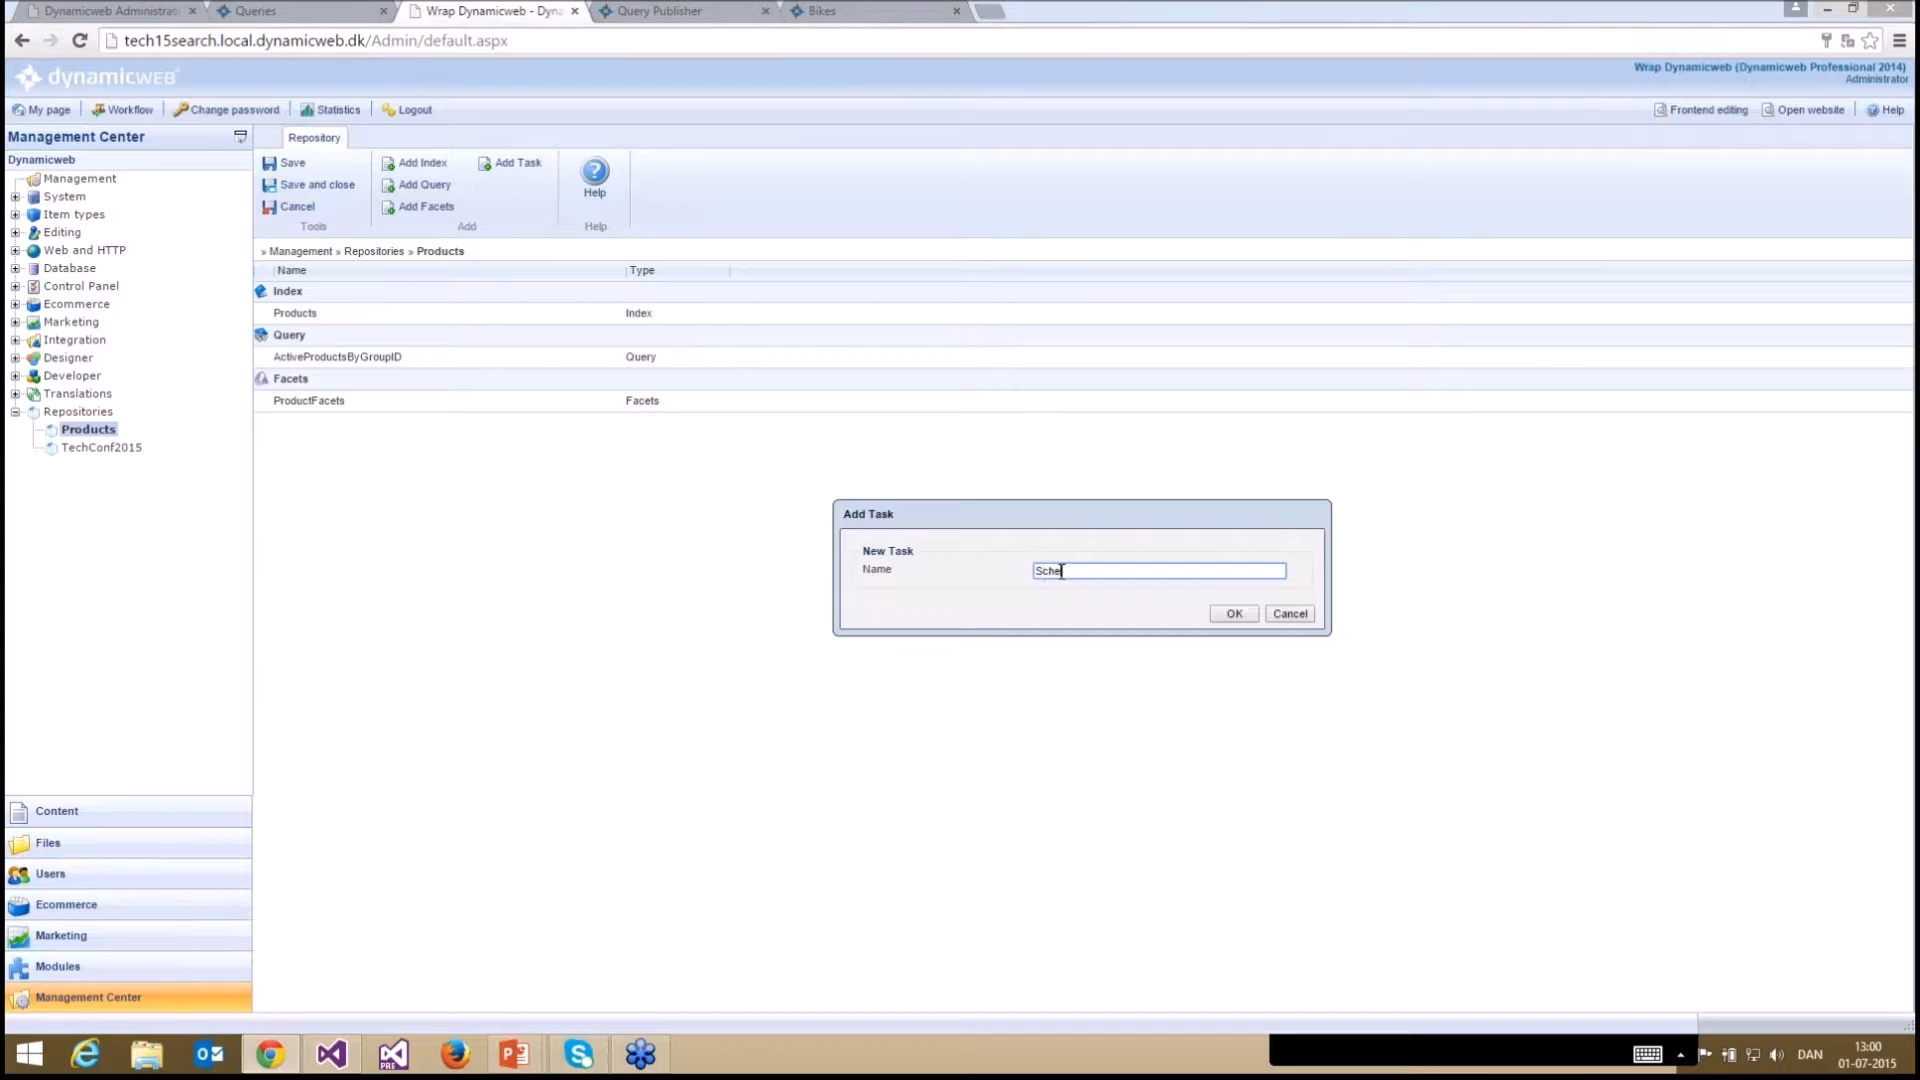 Dynamicweb Administrat
Queries
Wrap Dynamicweb - Dyna
Query Publisher
Bikes
tech15search.local.dynamicweb.dk/Admin/default.aspx
dynamicweb
Wrap Dynamicweb (Dynamicweb Professional 2014)
Administrator
My page
Workflow
Change password
Statistics
Logout
Frontend editing
Open website
Help
Management Center
Dynamicweb
Management
System
Item types
Editing
Web and HTTP
Database
Control Panel
Ecommerce
Marketing
Integration
Designer
Developer
Translations
Repositories
Products
TechConf2015
Repository
Save
Save and close
Cancel
Tools
Add Index
Add Query
Add Facets
Add Task
Add
Help
Help
» Management » Repositories » Products
Name Type
Index
Products Index
Query
ActiveProductsByGroupID Query
Facets
ProductFacets Facets
Add Task
New Task
Name Sche
OK Cancel
Content
Files
Users
Ecommerce
Marketing
Modules
Management Center
DAN
13:00
01-07-2015